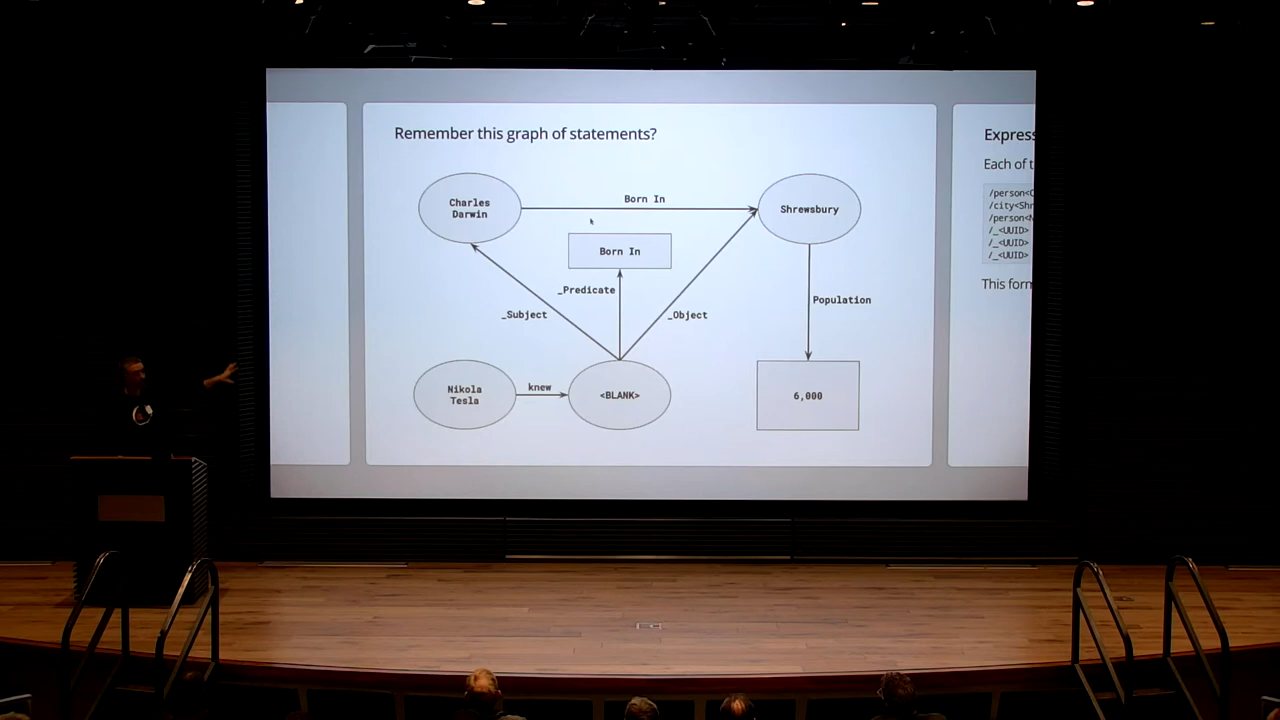 Remember this graph of statements?
Charles
Darwin
Born In
Shrewsbury
Born In
_Predicate
_Subject
_Object
Population
Nikola
Tesla
knew
<BLANK>
6,000
Express
Each of t
/person<C
/city<Shr
/person<N
/_<UUID>
/_<UUID>
/_<UUID>
This form